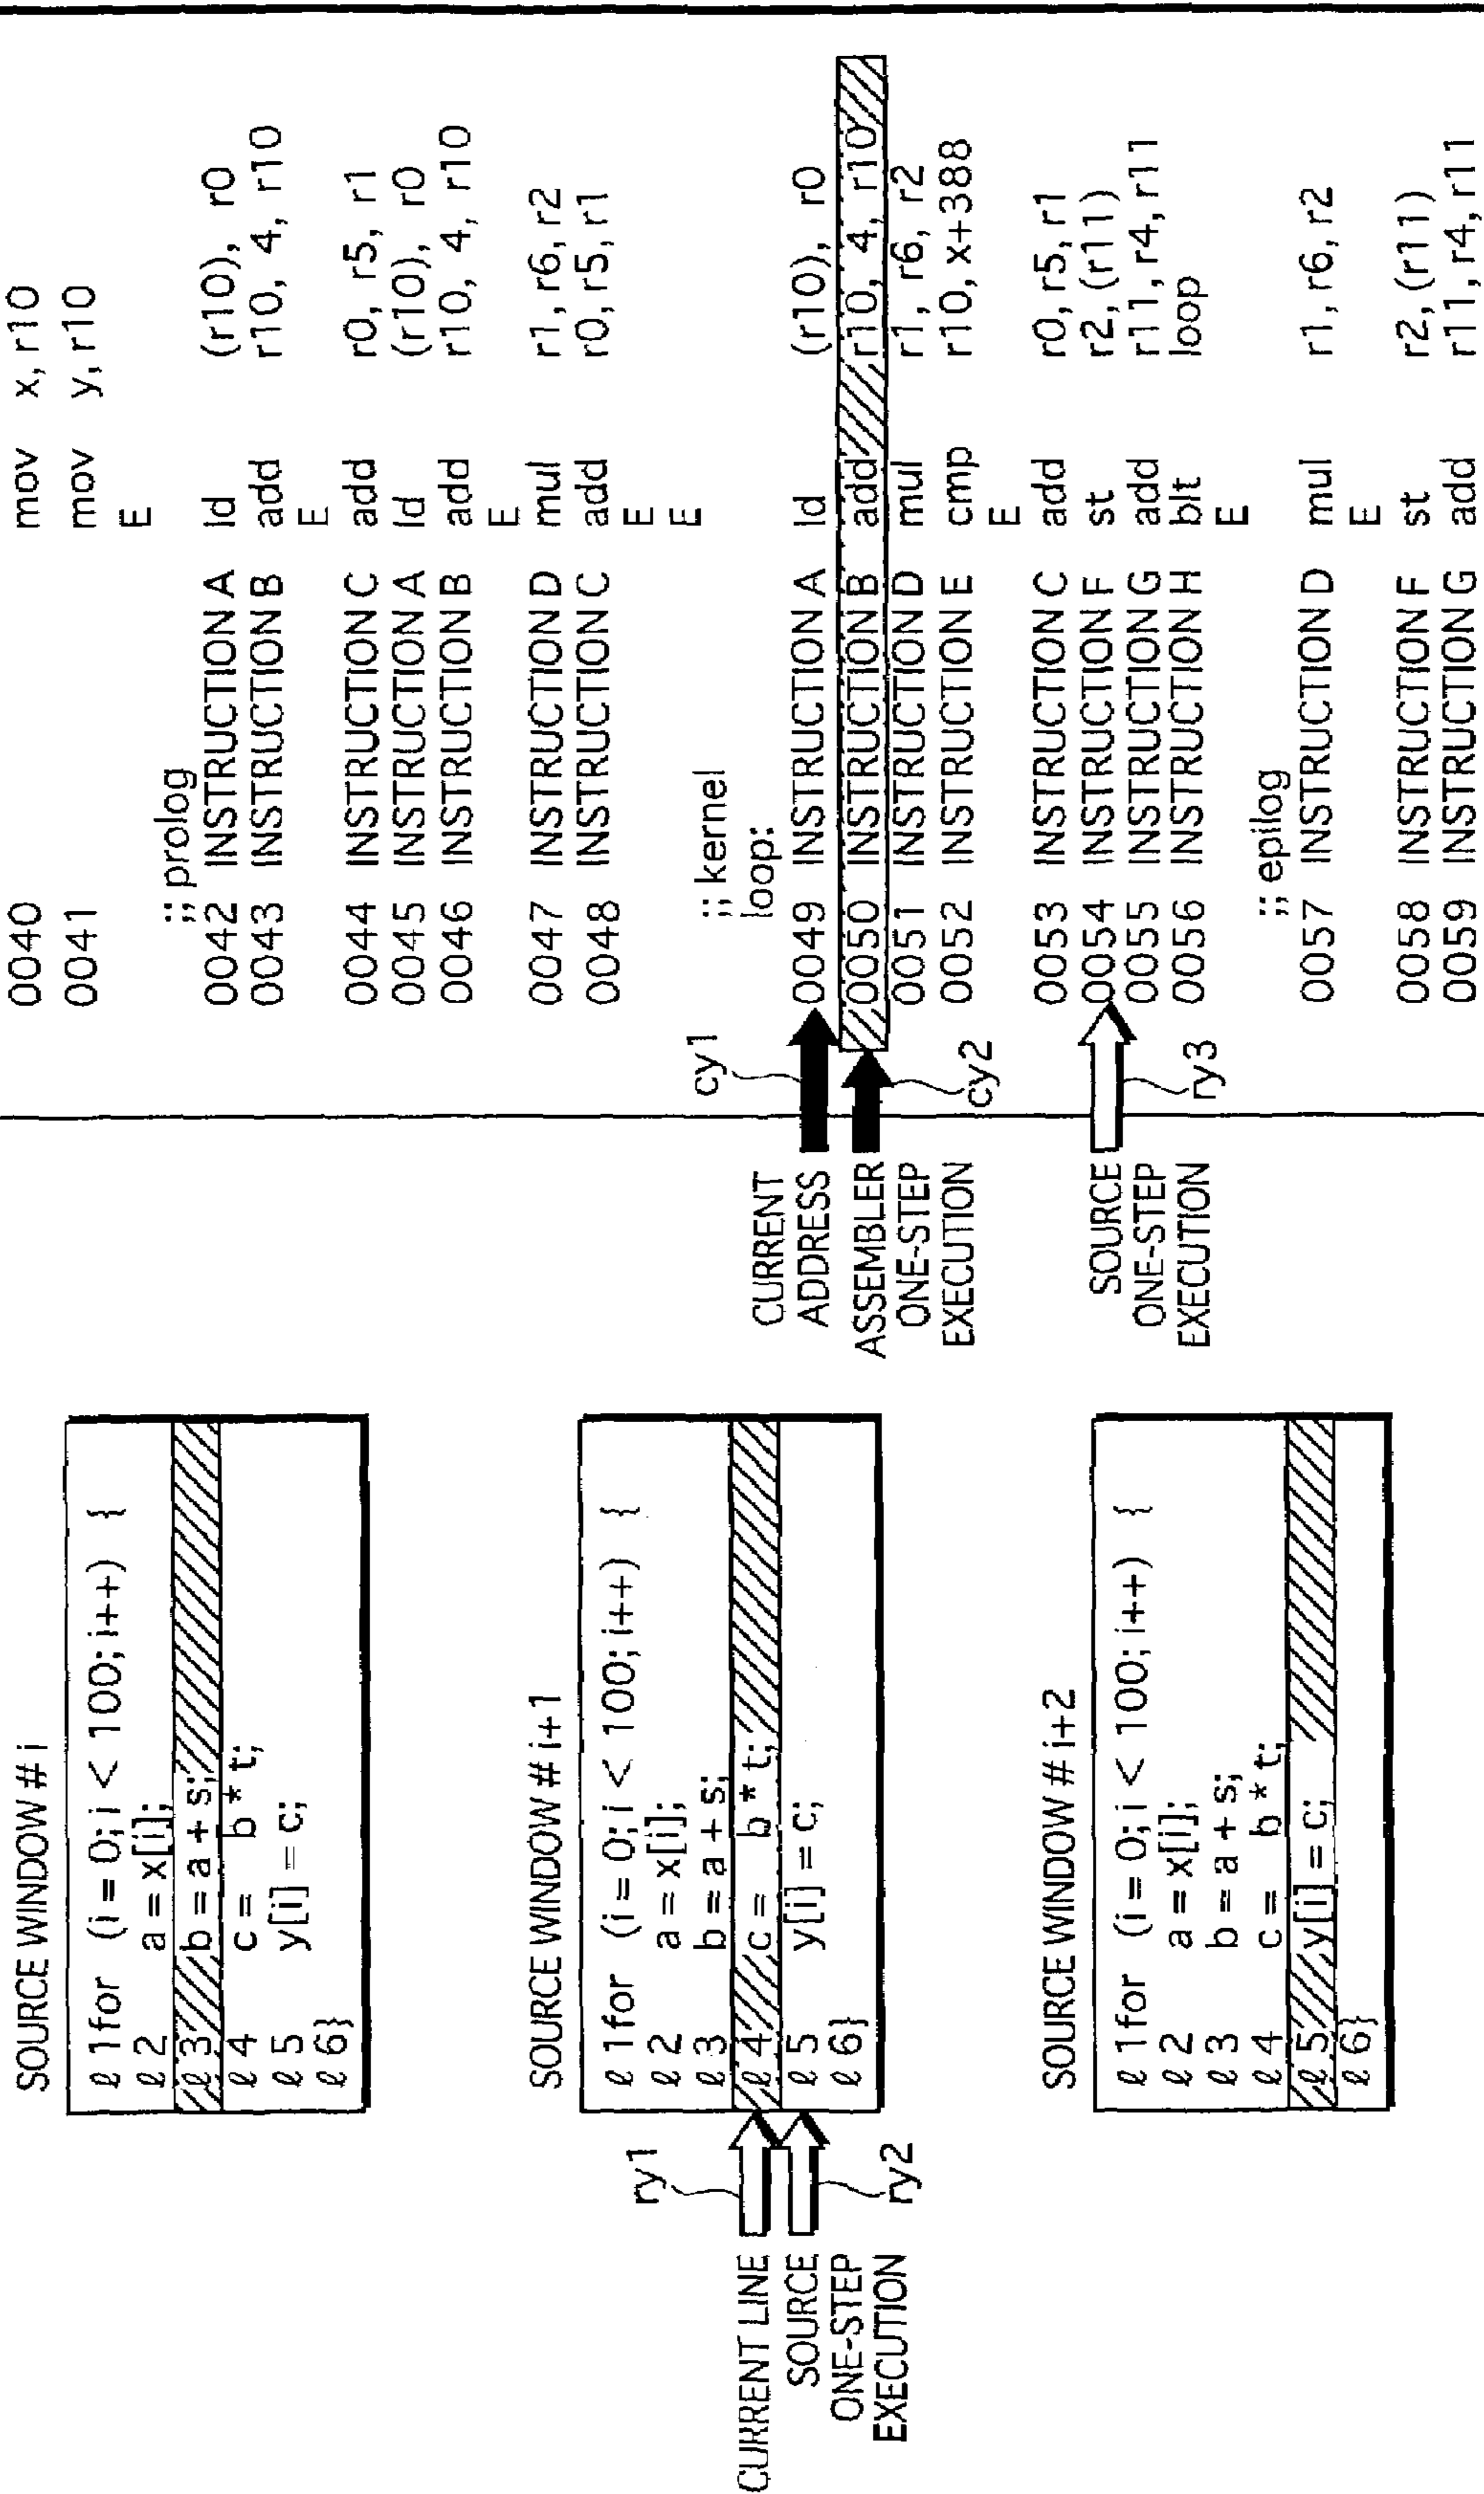 SOURCE WINDOW # i
ℓ 1 for (i = 0; i < 100; i++) {
ℓ 2 a = x[i];
ℓ 3 b = a + s;
ℓ 4 c = b * t;
ℓ 5 y[i] = c;
ℓ 6 }
SOURCE WINDOW # i+1
ℓ 1 for (i = 0; i < 100; i++) {
ℓ 2 a = x[i];
ℓ 3 b = a + s;
ℓ 4 c = b * t;
ℓ 5 y[i] = c;
ℓ 6 }
ry1
CURRENT LINE
SOURCE
ONE-STEP
EXECUTION
ry2
SOURCE WINDOW # i+2
ℓ 1 for (i = 0; i < 100; i++) {
ℓ 2 a = x[i];
ℓ 3 b = a + s;
ℓ 4 c = b * t;
ℓ 5 y[i] = c;
ℓ 6 }
cy1
CURRENT
ADDRESS
ASSEMBLER
ONE-STEP
EXECUTION
cy2
SOURCE
ONE-STEP
EXECUTION
ry3
0040 mov x, r10
0041 mov y, r10
E
;; prolog
0042 INSTRUCTION A ld (r10), r0
0043 INSTRUCTION B add r10, 4, r10
E
0044 INSTRUCTION C add r0, r5, r1
0045 INSTRUCTION A ld (r10), r0
0046 INSTRUCTION B add r10, 4, r10
E
0047 INSTRUCTION D mul r1, r6, r2
0048 INSTRUCTION C add r0, r5, r1
E
E
;; kernel
loop:
0049 INSTRUCTION A ld (r10), r0
0050 INSTRUCTION B add r10, 4, r10
0051 INSTRUCTION D mul r1, r6, r2
0052 INSTRUCTION E cmp r10, x+388
E
0053 INSTRUCTION C add r0, r5, r1
0054 INSTRUCTION F st r2, (r11)
0055 INSTRUCTION G add r11, r4, r11
0056 INSTRUCTION H blt loop
E
;; epilog
0057 INSTRUCTION D mul r1, r6, r2
E
0058 INSTRUCTION F st r2, (r11)
0059 INSTRUCTION G add r11, r4, r11